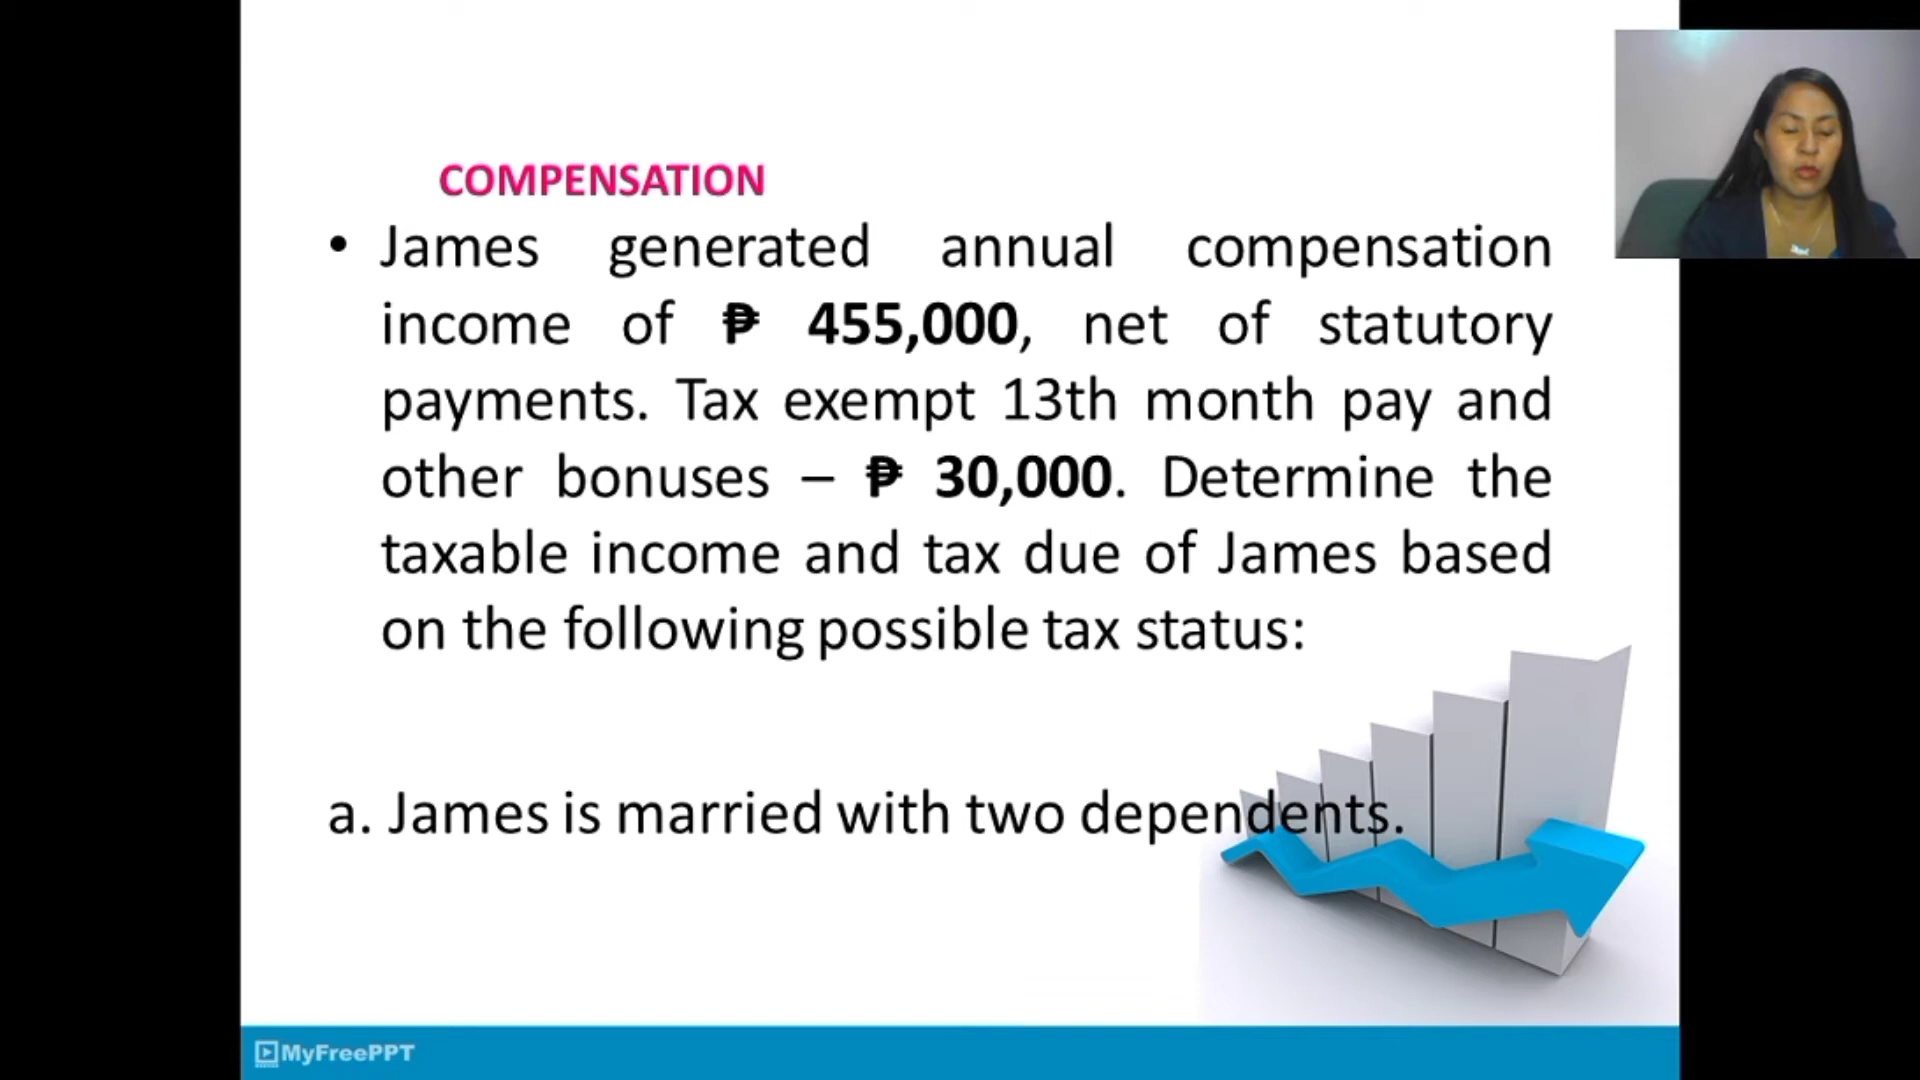 COMPENSATION
• James generated annual compensation
income of ₱ 455,000, net of statutory
payments. Tax exempt 13th month pay and
other bonuses – ₱ 30,000. Determine the
taxable income and tax due of James based
on the following possible tax status:
a. James is married with two dependents.
MyFreePPT